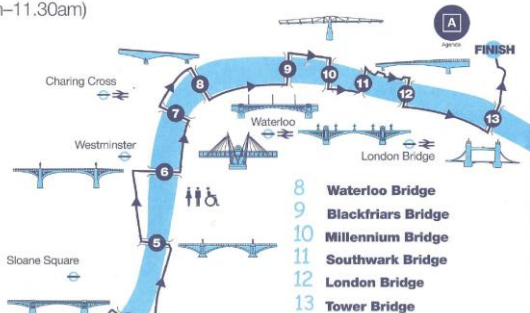 –11.30am)
A
Agenda
FINISH
Charing Cross
8
9
10
11
12
13
7
Waterloo
Westminster
London Bridge
6
5
Sloane Square
8 Waterloo Bridge
9 Blackfriars Bridge
10 Millennium Bridge
11 Southwark Bridge
12 London Bridge
13 Tower Bridge